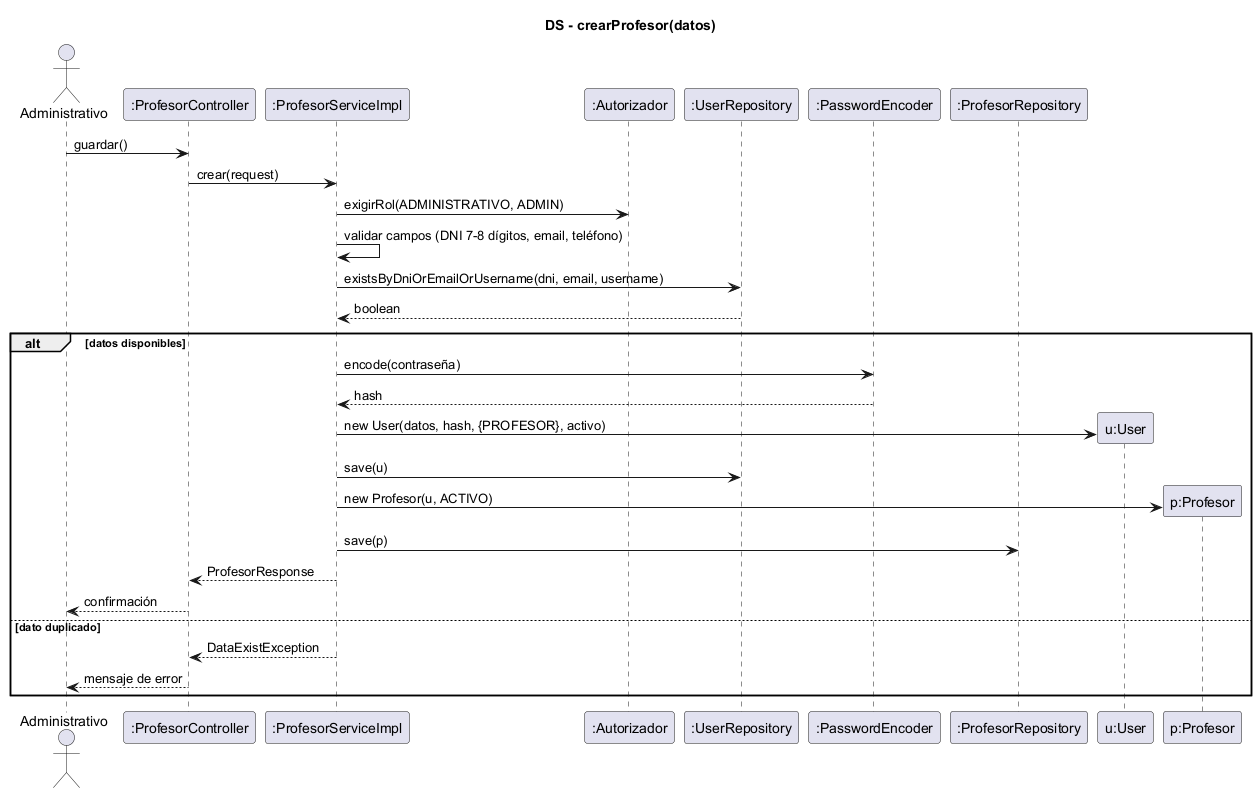 DS - crearProfesor(datos)
Administrativo
:ProfesorController
:ProfesorServiceImpl
:Autorizador
:UserRepository
:PasswordEncoder
:ProfesorRepository
guardar()
crear(request)
exigirRol(ADMINISTRATIVO, ADMIN)
validar campos (DNI 7-8 dígitos, email, teléfono)
existsByDniOrEmailOrUsername(dni, email, username)
boolean
alt
[datos disponibles]
encode(contraseña)
hash
new User(datos, hash, {PROFESOR}, activo)
u:User
save(u)
new Profesor(u, ACTIVO)
p:Profesor
save(p)
ProfesorResponse
confirmación
[dato duplicado]
DataExistException
mensaje de error
Administrativo
:ProfesorController
:ProfesorServiceImpl
:Autorizador
:UserRepository
:PasswordEncoder
:ProfesorRepository
u:User
p:Profesor